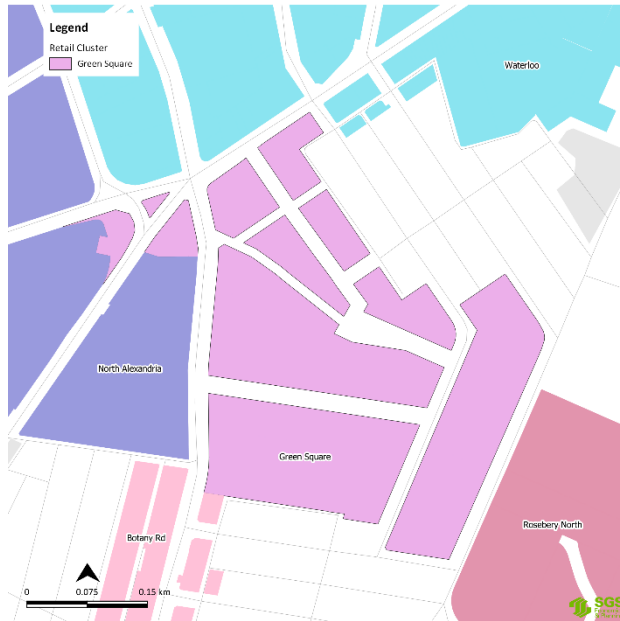 Legend
Retail Cluster
Green Square
Waterloo
North Alexandria
Green Square
Botany Rd
Rosebery North
0 0.075 0.15 km
SGS